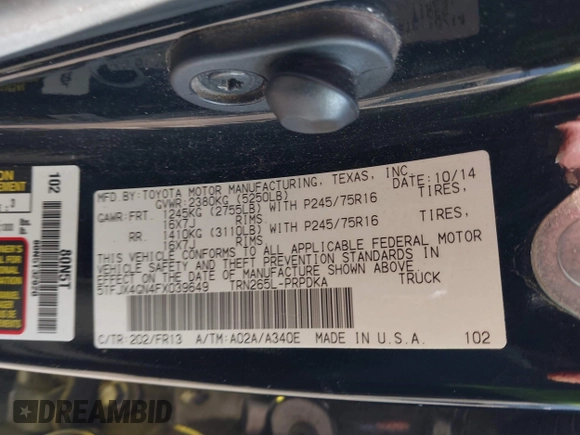 MFD. BY: TOYOTA MOTOR MANUFACTURING, TEXAS, INC.
GVWR: 2380KG (5250LB) DATE: 10/14
GAWR: FRT. 1245KG (2755LB) WITH P245/75R16 TIRES,
16X7J RIMS
RR. 1410KG (3110LB) WITH P245/75R16 TIRES,
16X7J RIMS
THIS VEHICLE CONFORMS TO ALL APPLICABLE FEDERAL MOTOR
VEHICLE SAFETY AND THEFT PREVENTION STANDARDS IN
EFFECT ON THE DATE OF MANUFACTURE SHOWN ABOVE.
5TFJX4QN4FX039649 TRN265L-PRPDKA TRUCK
C/TR: 202/FR13 A/TM: A02A/A340E MADE IN U.S.A. 102
102
80N5T
DREAMBID